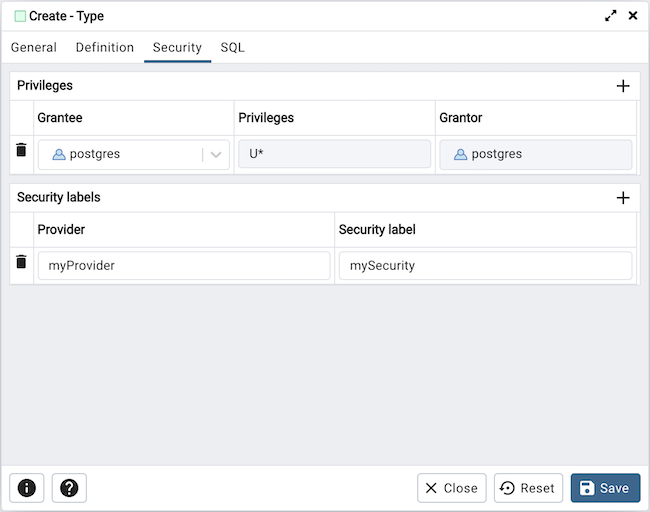 Create - Type
General Definition Security SQL
Privileges
Grantee Privileges Grantor
postgres U* postgres
Security labels
Provider Security label
myProvider mySecurity
Close Reset Save